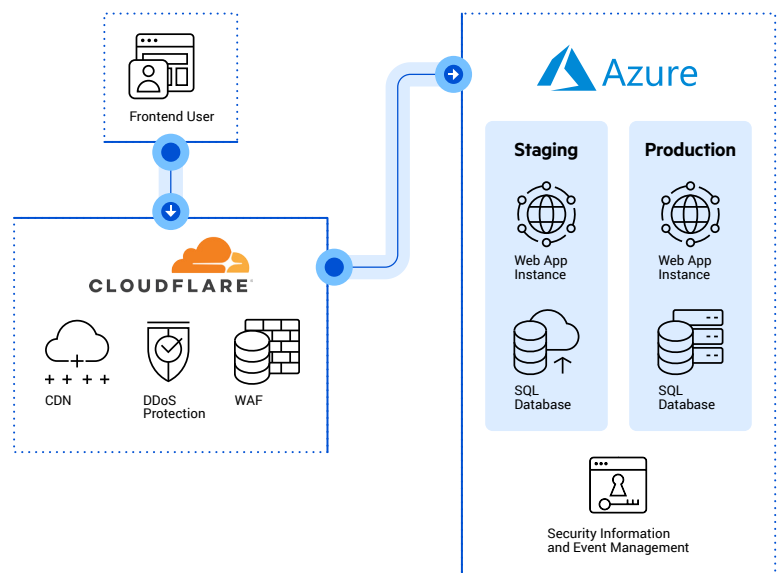 Frontend User
CLOUDFLARE
CDN
DDoS
Protection
WAF
Azure
Staging
Web App
Instance
SQL
Database
Production
Web App
Instance
SQL
Database
Security Information
and Event Management